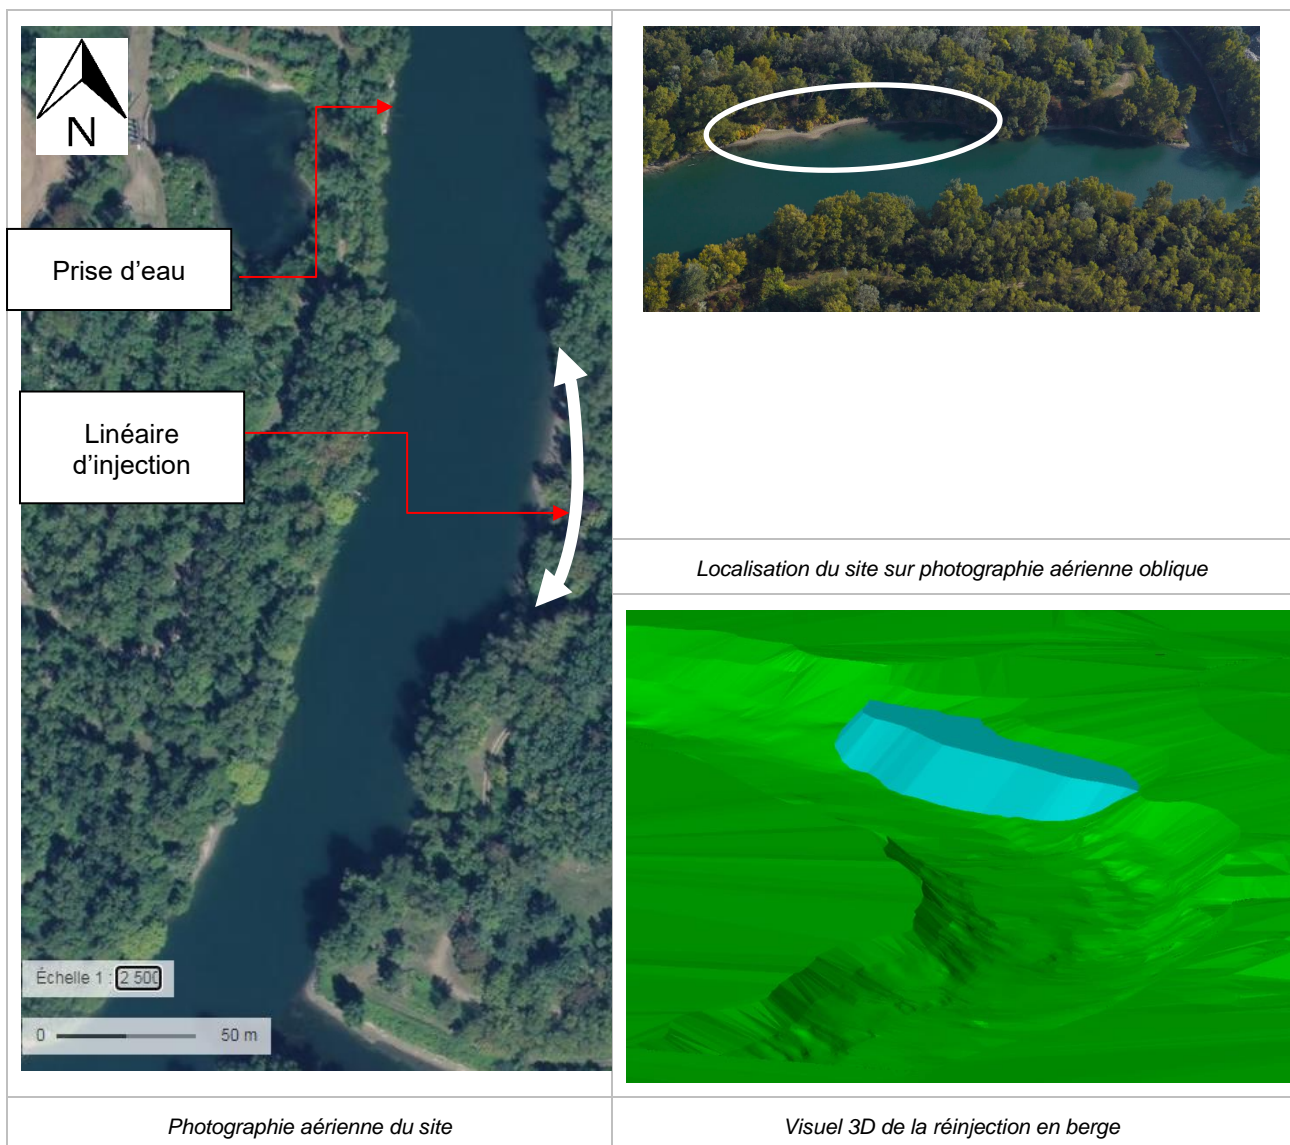 N
Prise d’eau
Linéaire
d’injection
Échelle 1 : 2 500
0 50 m
Photographie aérienne du site
Localisation du site sur photographie aérienne oblique
Visuel 3D de la réinjection en berge